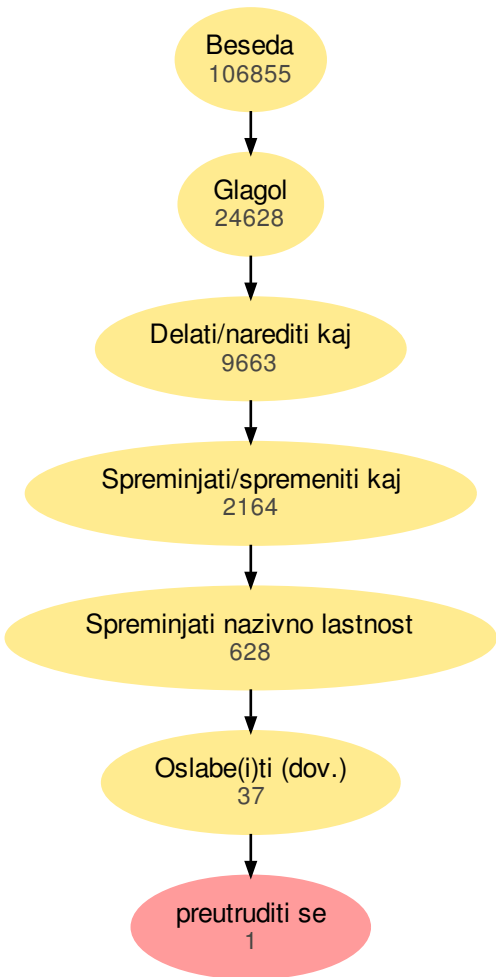 Beseda
106855
Glagol
24628
Delati/narediti kaj
9663
Spreminjati/spremeniti kaj
2164
Spreminjati nazivno lastnost
628
Oslabe(i)ti (dov.)
37
preutruditi se
1